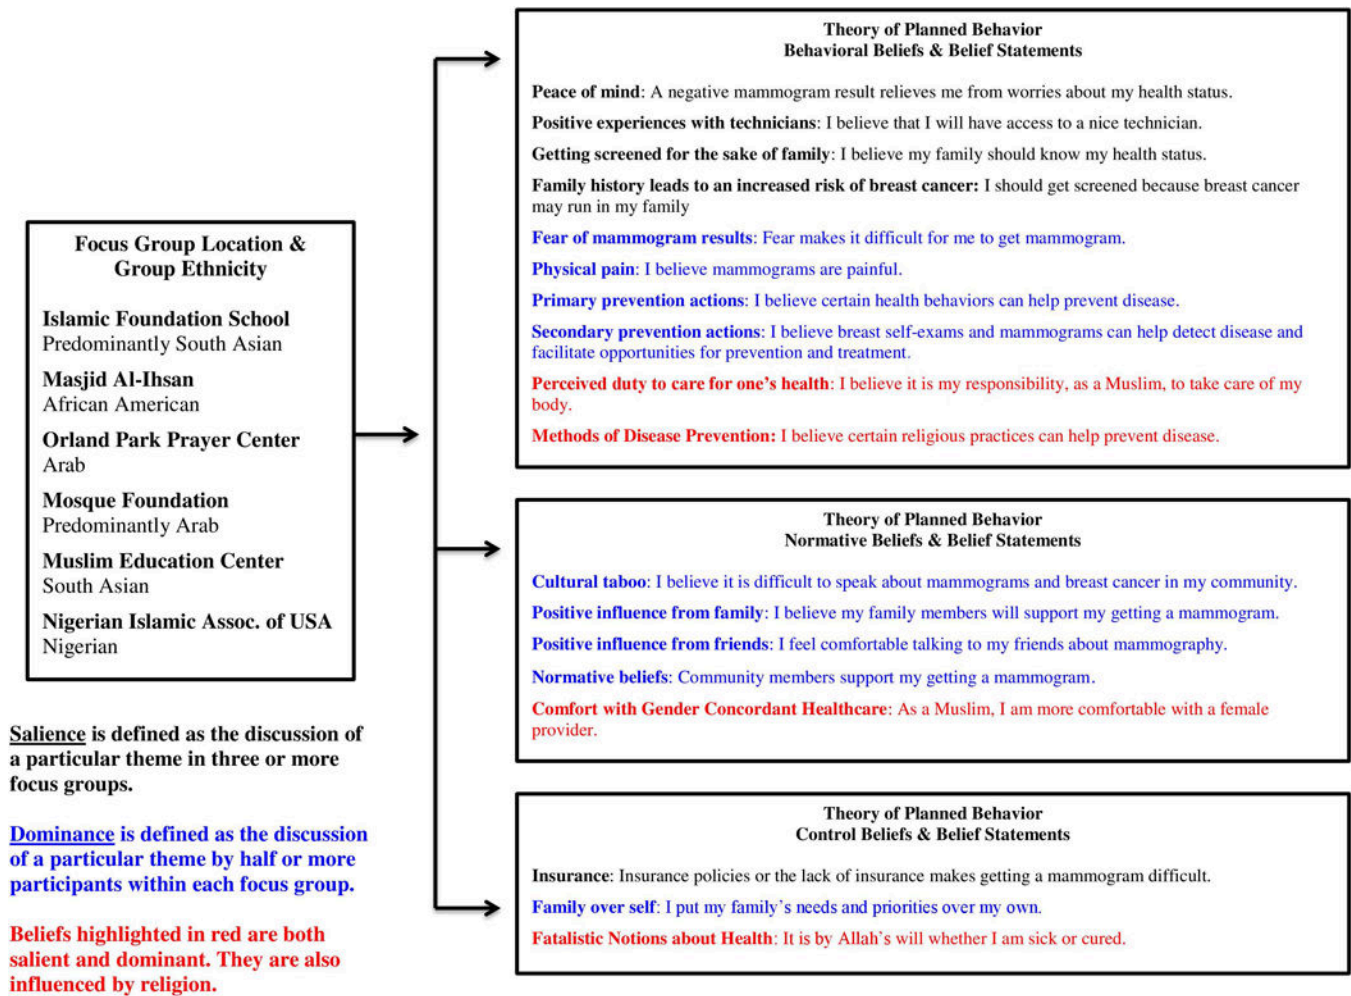 Focus Group Location &
Group Ethnicity
Islamic Foundation School
Predominantly South Asian
Masjid Al-Ihsan
African American
Orland Park Prayer Center
Arab
Mosque Foundation
Predominantly Arab
Muslim Education Center
South Asian
Nigerian Islamic Assoc. of USA
Nigerian
Salience is defined as the discussion of
a particular theme in three or more
focus groups.
Dominance is defined as the discussion
of a particular theme by half or more
participants within each focus group.
Beliefs highlighted in red are both
salient and dominant. They are also
influenced by religion.
Theory of Planned Behavior
Behavioral Beliefs & Belief Statements
Peace of mind: A negative mammogram result relieves me from worries about my health status.
Positive experiences with technicians: I believe that I will have access to a nice technician.
Getting screened for the sake of family: I believe my family should know my health status.
Family history leads to an increased risk of breast cancer: I should get screened because breast cancer
may run in my family
Fear of mammogram results: Fear makes it difficult for me to get mammogram.
Physical pain: I believe mammograms are painful.
Primary prevention actions: I believe certain health behaviors can help prevent disease.
Secondary prevention actions: I believe breast self-exams and mammograms can help detect disease and
facilitate opportunities for prevention and treatment.
Perceived duty to care for one's health: I believe it is my responsibility, as a Muslim, to take care of my
body.
Methods of Disease Prevention: I believe certain religious practices can help prevent disease.
Theory of Planned Behavior
Normative Beliefs & Belief Statements
Cultural taboo: I believe it is difficult to speak about mammograms and breast cancer in my community.
Positive influence from family: I believe my family members will support my getting a mammogram.
Positive influence from friends: I feel comfortable talking to my friends about mammography.
Normative beliefs: Community members support my getting a mammogram.
Comfort with Gender Concordant Healthcare: As a Muslim, I am more comfortable with a female
provider.
Theory of Planned Behavior
Control Beliefs & Belief Statements
Insurance: Insurance policies or the lack of insurance makes getting a mammogram difficult.
Family over self: I put my family's needs and priorities over my own.
Fatalistic Notions about Health: It is by Allah's will whether I am sick or cured.